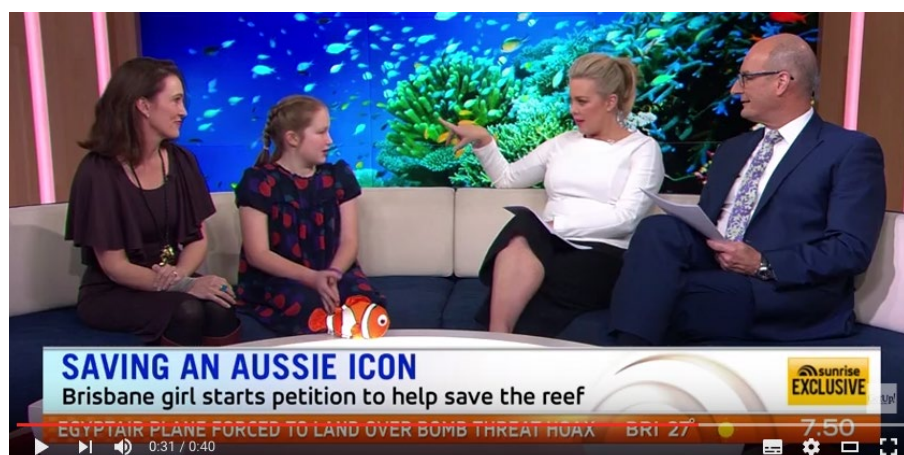 SAVING AN AUSSIE ICON
Brisbane girl starts petition to help save the reef
sunrise
EXCLUSIVE
GetUp!
EGYPTAIR PLANE FORCED TO LAND OVER BOMB THREAT HOAX BRI 27° 7.50
0:31 / 0:40